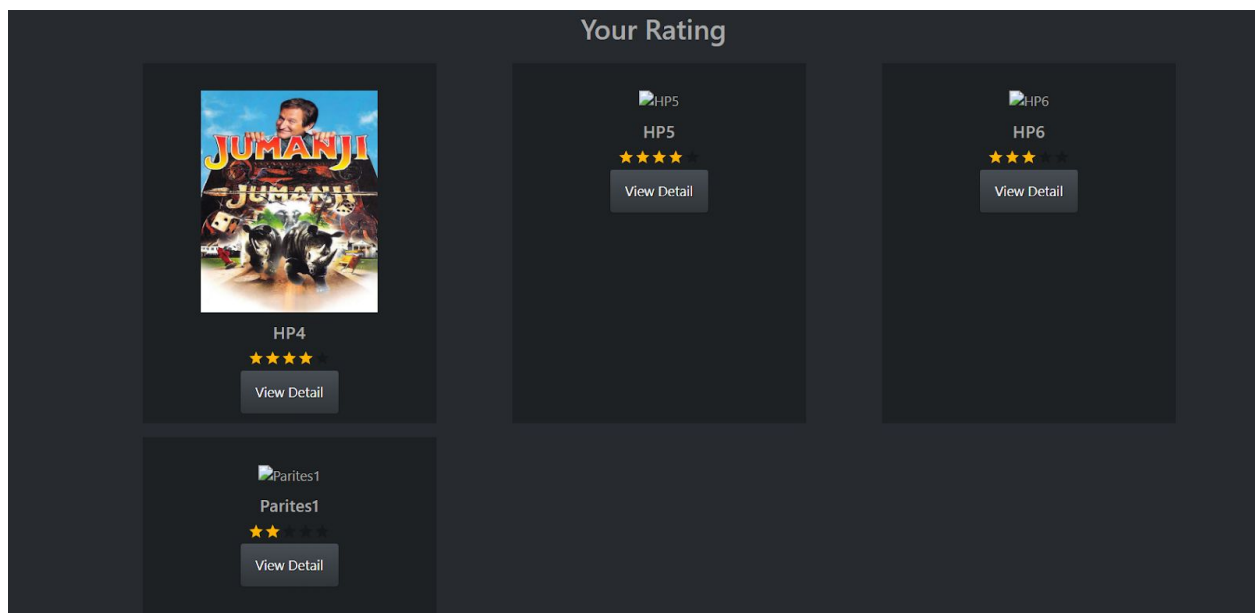 Your Rating
JUMANJI
JUMANJI
HP4
View Detail
HP5
HP5
View Detail
HP6
HP6
View Detail
Parites1
Parites1
View Detail